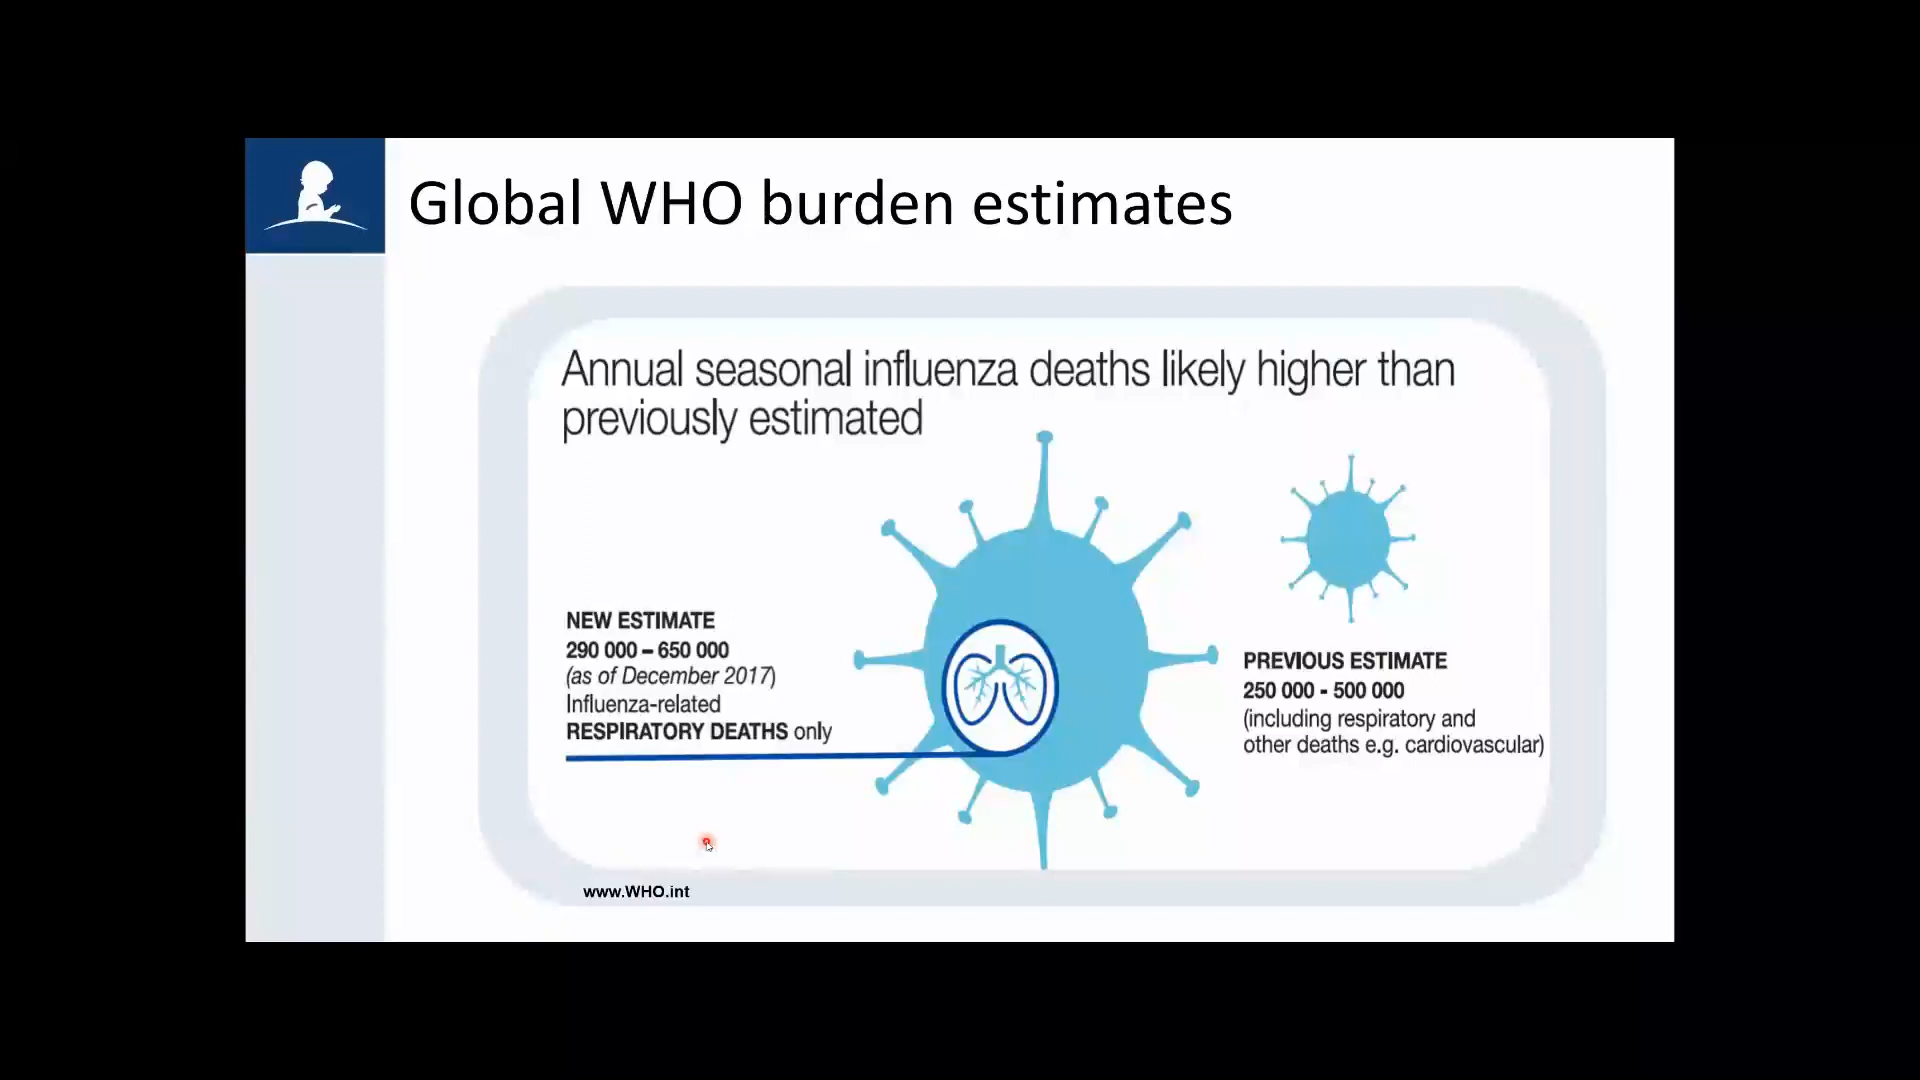 Global WHO burden estimates
Annual seasonal influenza deaths likely higher than
previously estimated
NEW ESTIMATE
290 000 – 650 000
(as of December 2017)
Influenza-related
RESPIRATORY DEATHS only
PREVIOUS ESTIMATE
250 000 - 500 000
(including respiratory and
other deaths e.g. cardiovascular)
www.WHO.int